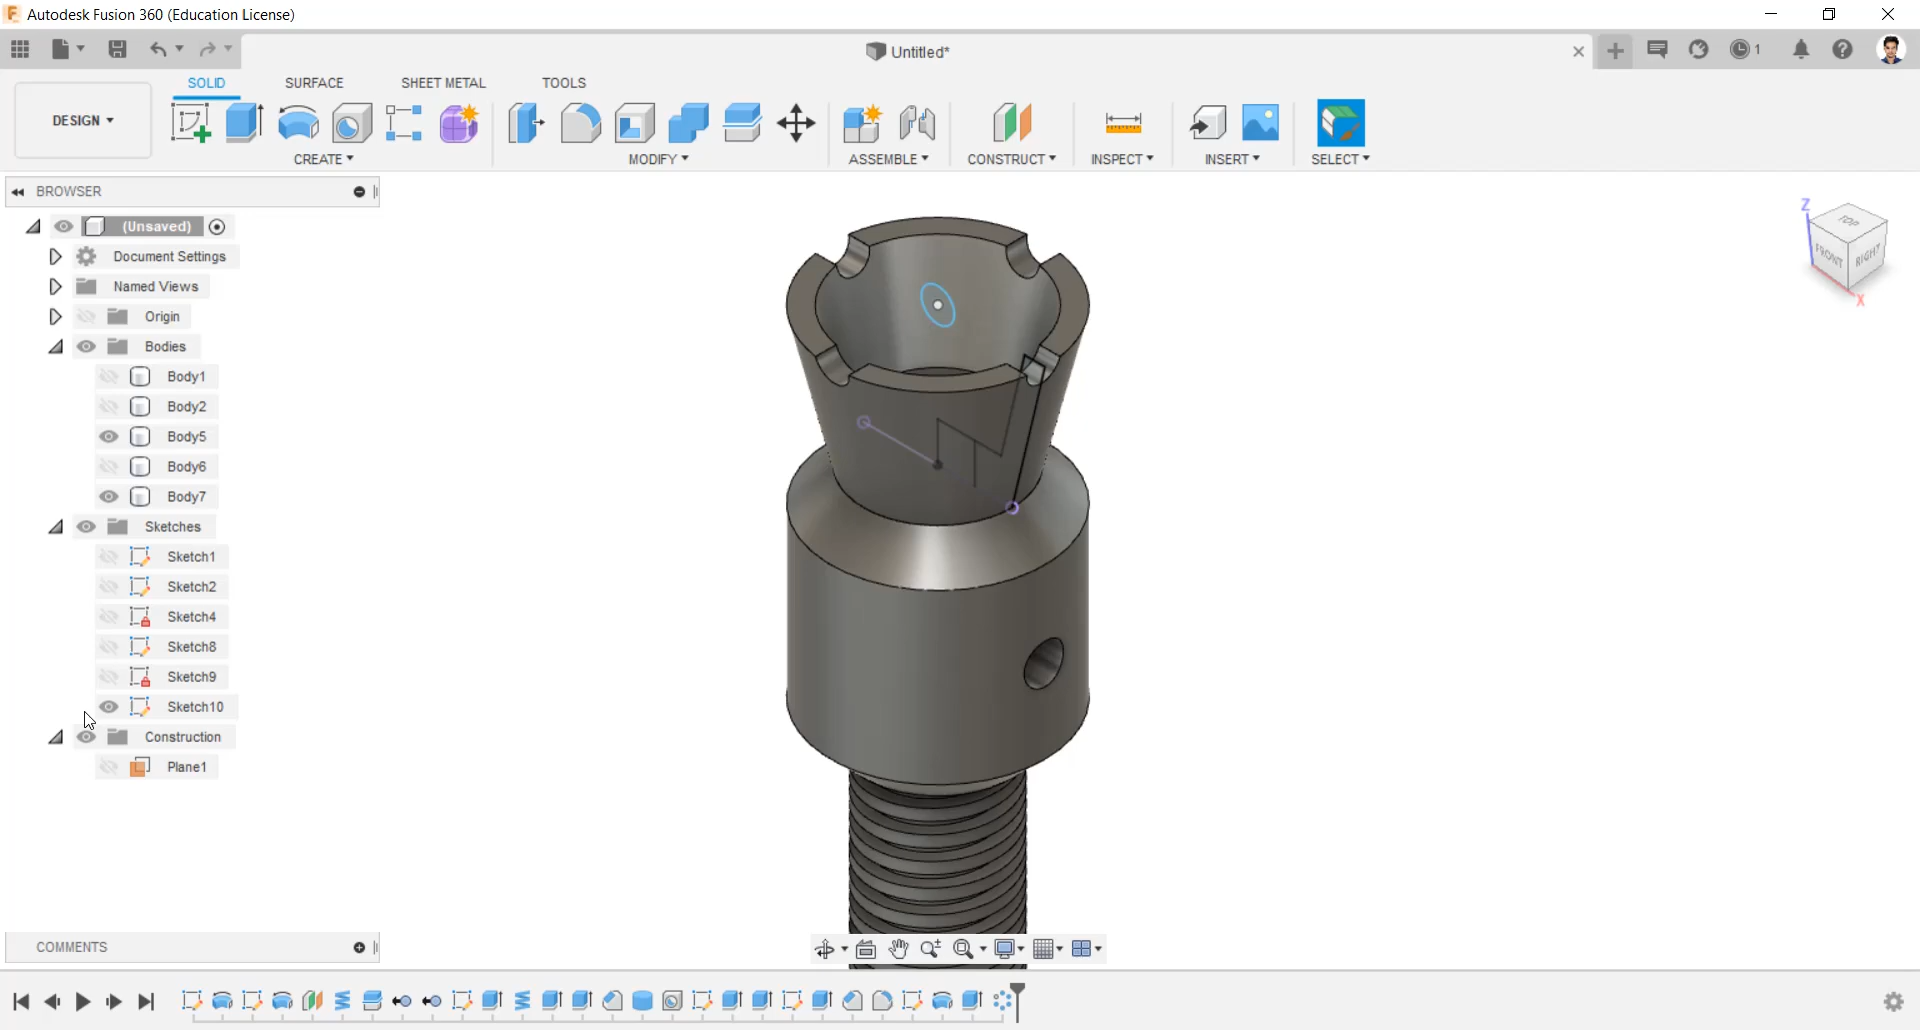 Autodesk Fusion 360 (Education License)
Untitled*
1
SOLID
SURFACE
SHEET METAL
TOOLS
DESIGN
CREATE
MODIFY
ASSEMBLE
CONSTRUCT
INSPECT
INSERT
SELECT
BROWSER
(Unsaved)
Document Settings
Named Views
Origin
Bodies
Body1
Body2
Body5
Body6
Body7
Sketches
Sketch1
Sketch2
Sketch4
Sketch8
Sketch9
Sketch10
Construction
Plane1
Z
TOP
FRONT
RIGHT
X
COMMENTS